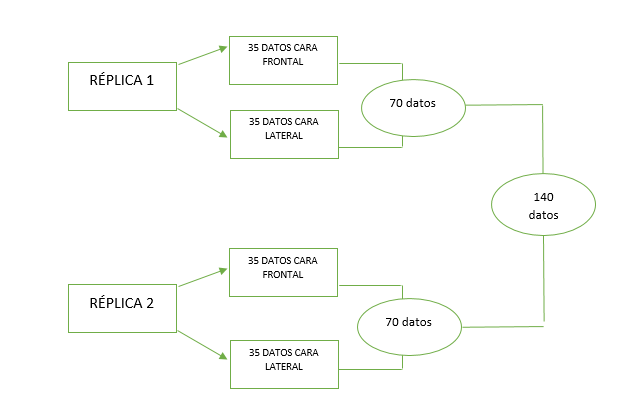 RÉPLICA 1
35 DATOS CARA
FRONTAL
35 DATOS CARA
LATERAL
70 datos
140
datos
RÉPLICA 2
35 DATOS CARA
FRONTAL
35 DATOS CARA
LATERAL
70 datos